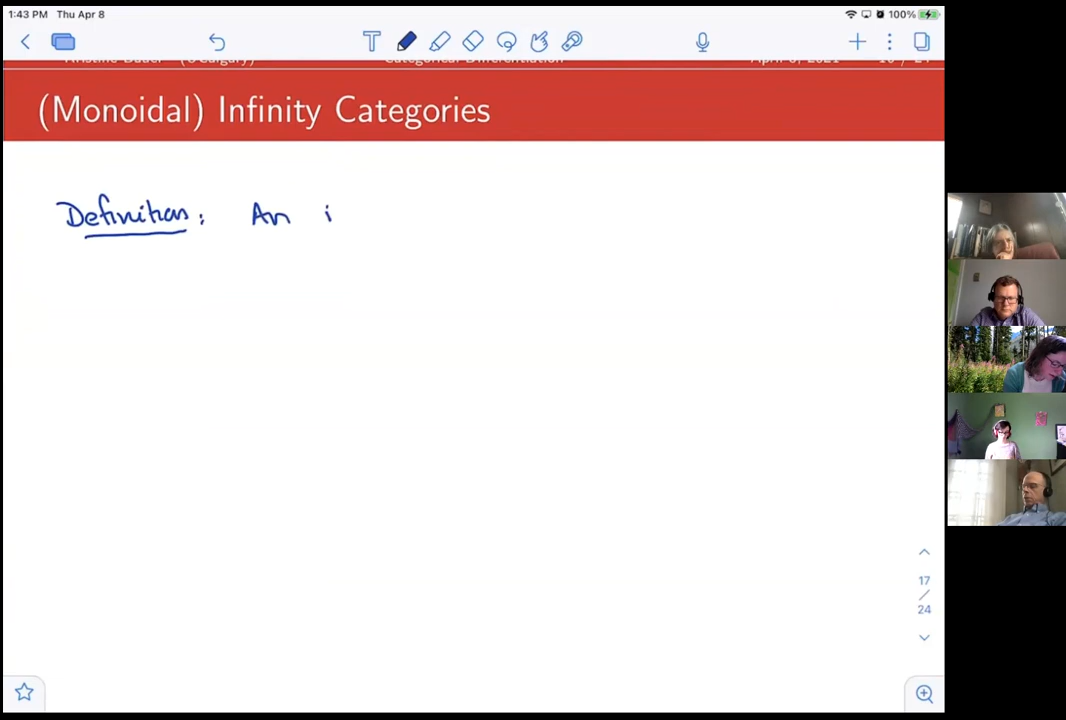 1:43 PM Thu Apr 8
100%
(Monoidal) Infinity Categories
Definition: An i
17
/
24